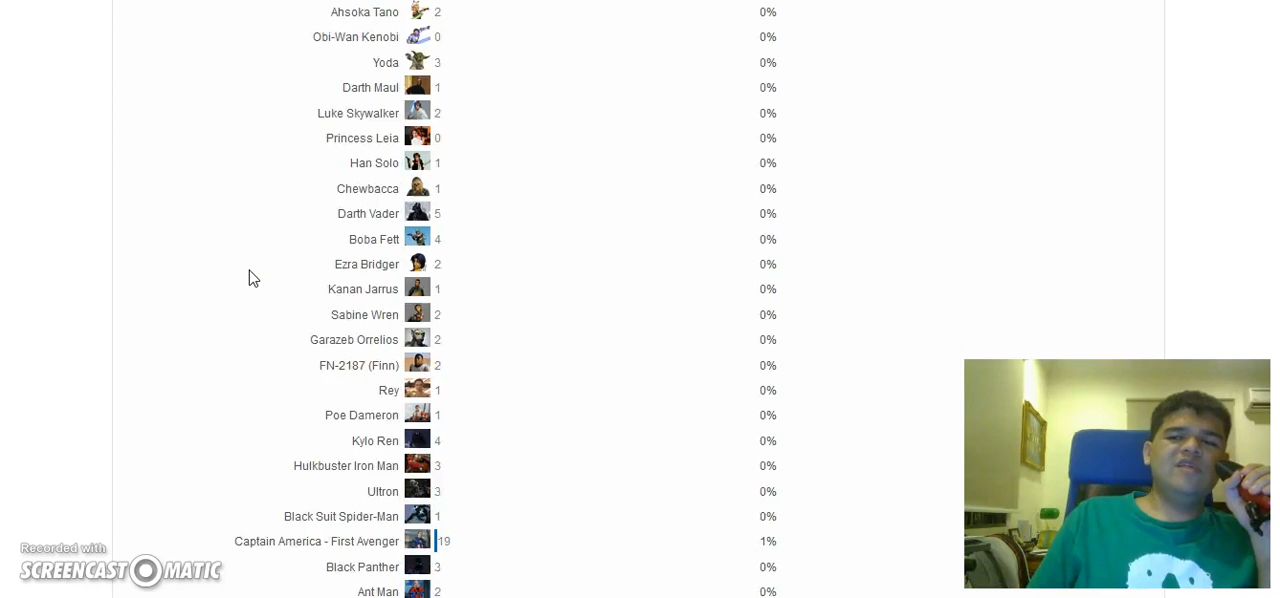 Ahsoka Tano 2 0%
Obi-Wan Kenobi 0 0%
Yoda 3 0%
Darth Maul 1 0%
Luke Skywalker 2 0%
Princess Leia 0 0%
Han Solo 1 0%
Chewbacca 1 0%
Darth Vader 5 0%
Boba Fett 4 0%
Ezra Bridger 2 0%
Kanan Jarrus 1 0%
Sabine Wren 2 0%
Garazeb Orrelios 2 0%
FN-2187 (Finn) 2 0%
Rey 1 0%
Poe Dameron 1 0%
Kylo Ren 4 0%
Hulkbuster Iron Man 3 0%
Ultron 3 0%
Black Suit Spider-Man 1 0%
Captain America - First Avenger 19 1%
Black Panther 3 0%
Ant Man 2 0%
Recorded with
SCREENCAST-O-MATIC